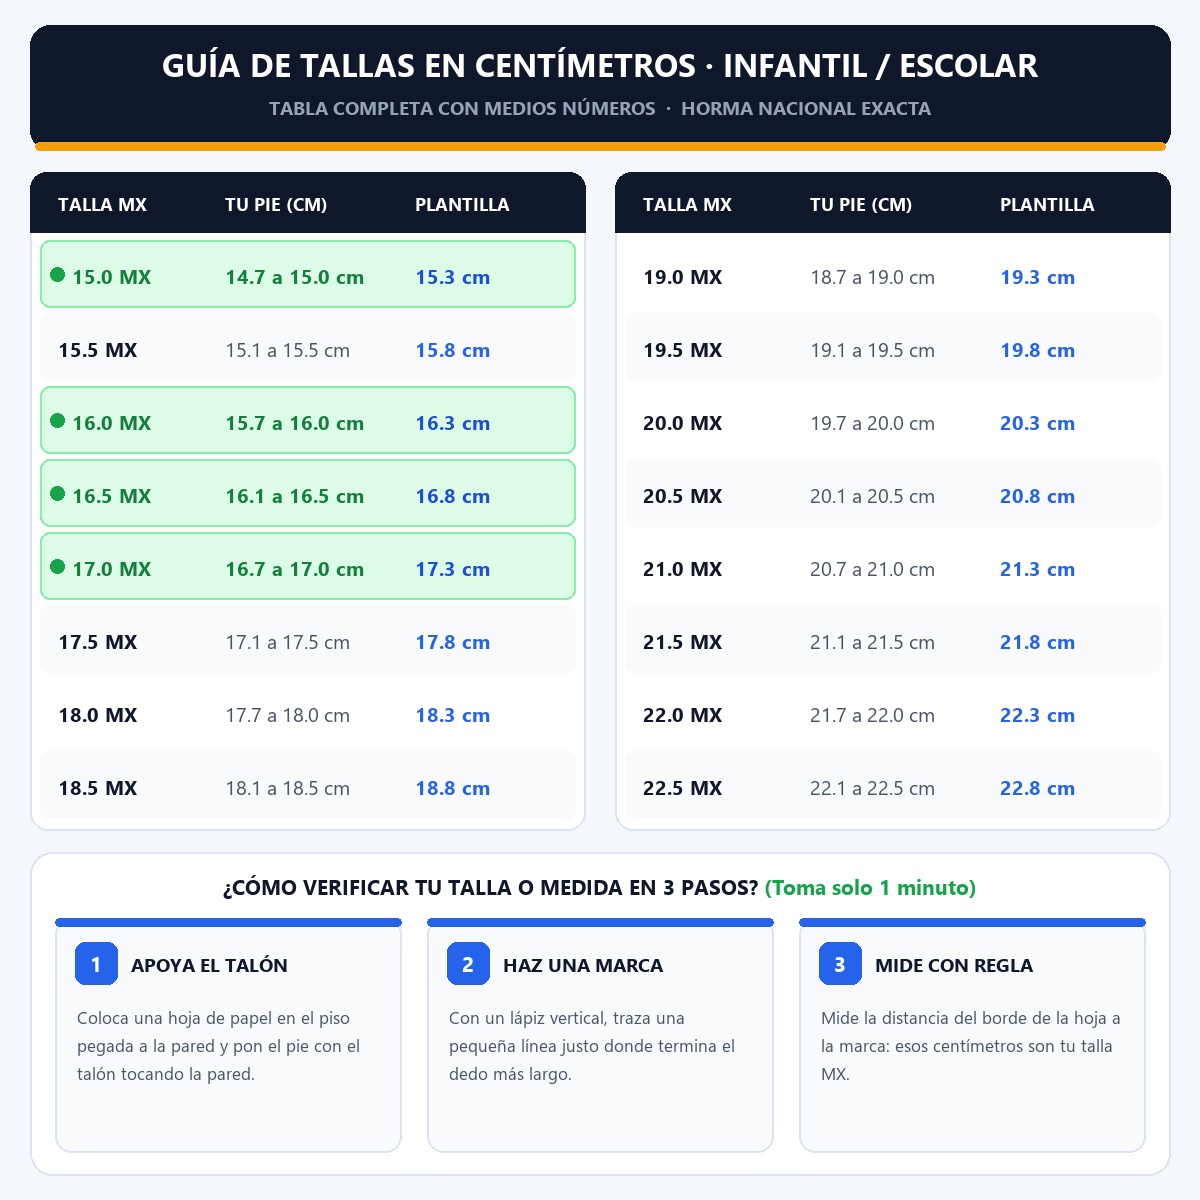 GUÍA DE TALLAS EN CENTÍMETROS · INFANTIL / ESCOLAR
TABLA COMPLETA CON MEDIOS NÚMEROS · HORMA NACIONAL EXACTA
TALLA MX TU PIE (CM) PLANTILLA
15.0 MX 14.7 a 15.0 cm 15.3 cm
15.5 MX 15.1 a 15.5 cm 15.8 cm
16.0 MX 15.7 a 16.0 cm 16.3 cm
16.5 MX 16.1 a 16.5 cm 16.8 cm
17.0 MX 16.7 a 17.0 cm 17.3 cm
17.5 MX 17.1 a 17.5 cm 17.8 cm
18.0 MX 17.7 a 18.0 cm 18.3 cm
18.5 MX 18.1 a 18.5 cm 18.8 cm
TALLA MX TU PIE (CM) PLANTILLA
19.0 MX 18.7 a 19.0 cm 19.3 cm
19.5 MX 19.1 a 19.5 cm 19.8 cm
20.0 MX 19.7 a 20.0 cm 20.3 cm
20.5 MX 20.1 a 20.5 cm 20.8 cm
21.0 MX 20.7 a 21.0 cm 21.3 cm
21.5 MX 21.1 a 21.5 cm 21.8 cm
22.0 MX 21.7 a 22.0 cm 22.3 cm
22.5 MX 22.1 a 22.5 cm 22.8 cm
¿CÓMO VERIFICAR TU TALLA O MEDIDA EN 3 PASOS? (Toma solo 1 minuto)
1 APOYA EL TALÓN
Coloca una hoja de papel en el piso
pegada a la pared y pon el pie con el
talón tocando la pared.
2 HAZ UNA MARCA
Con un lápiz vertical, traza una
pequeña línea justo donde termina el
dedo más largo.
3 MIDE CON REGLA
Mide la distancia del borde de la hoja a
la marca: esos centímetros son tu talla
MX.